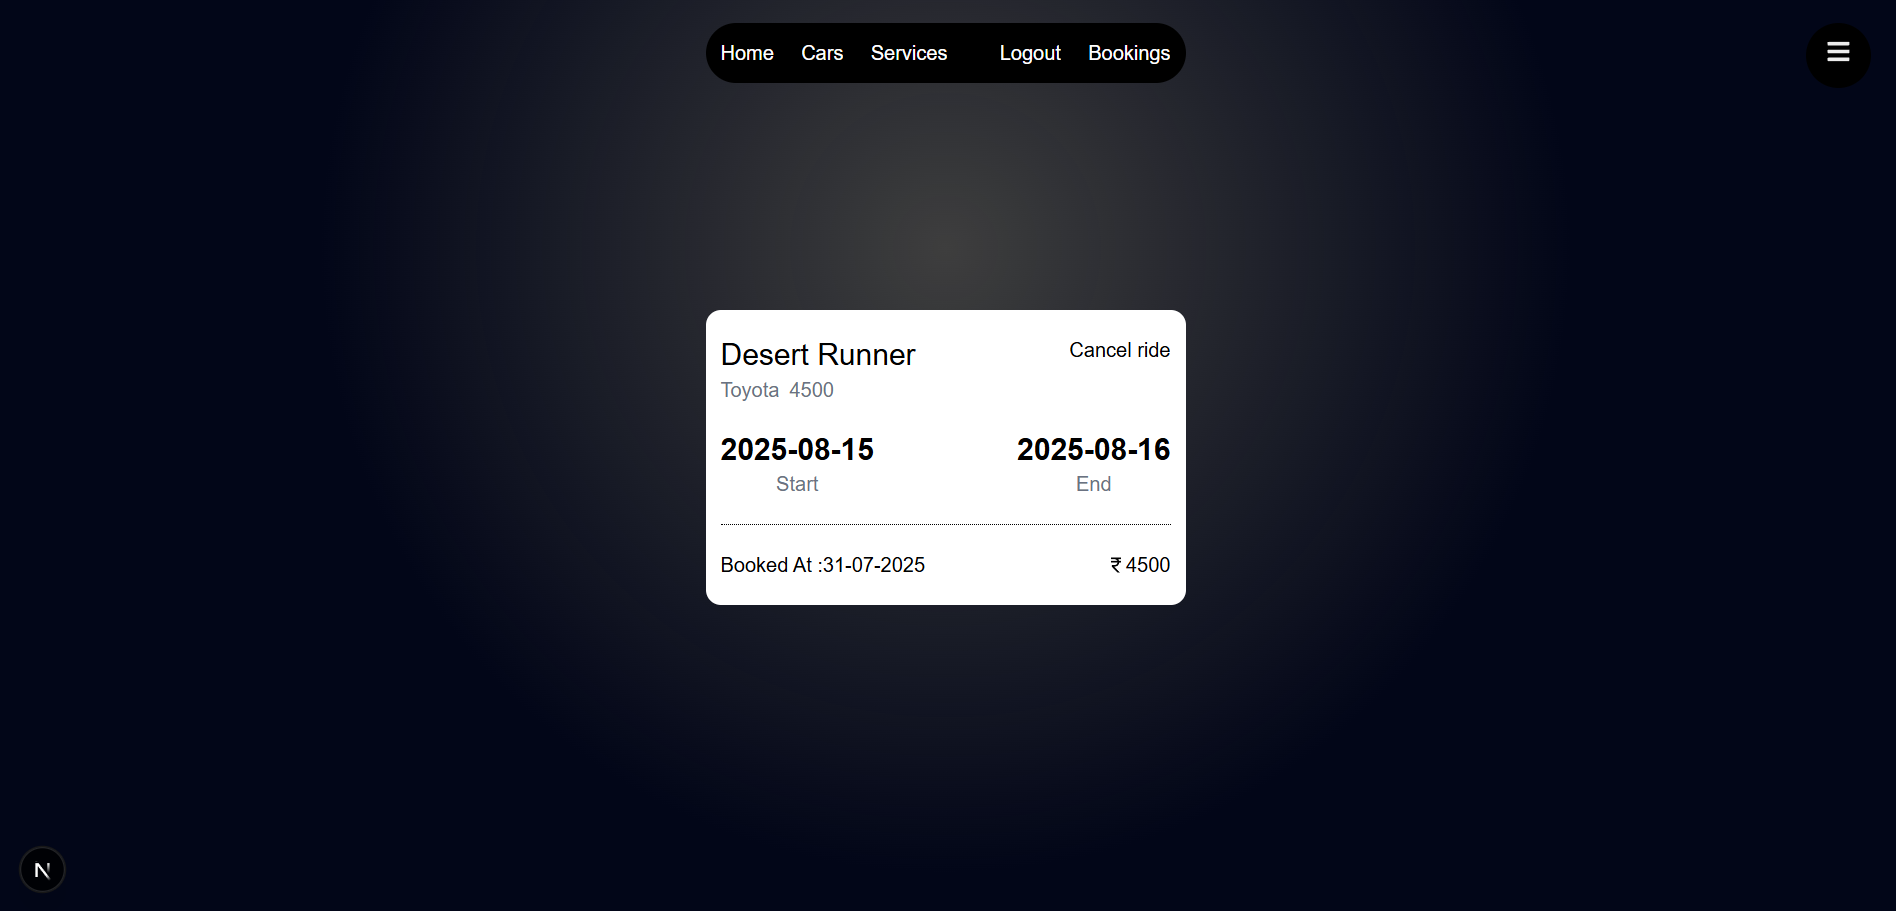 Home Cars Services Logout Bookings
Desert Runner Cancel ride
Toyota 4500
2025-08-15 2025-08-16
Start End
Booked At :31-07-2025 ₹ 4500
N